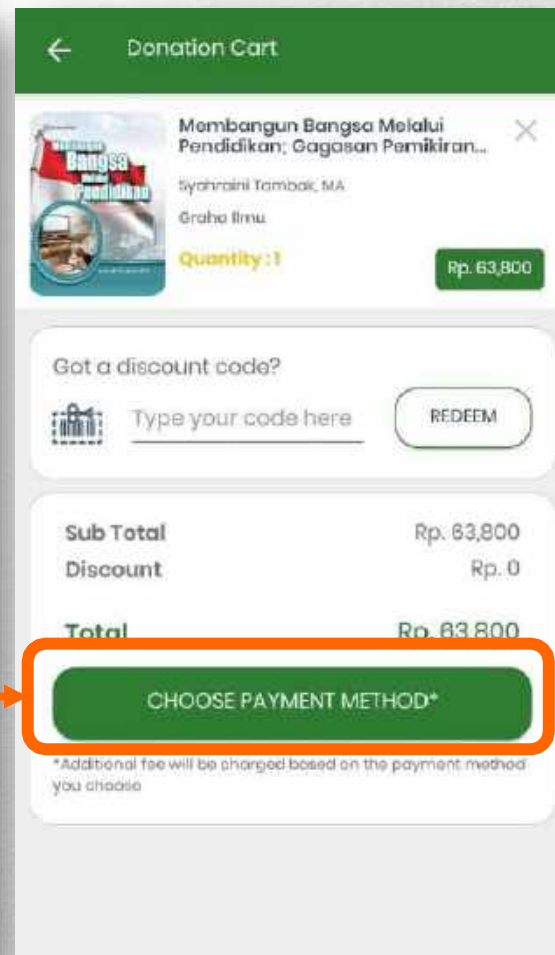 Donation Cart
Membangun Bangsa Melalui
Pendidikan; Gagasan Pemikiran...
Syahraini Tambak, MA
Graha Ilmu
Quantity : 1
Rp. 63,800
Bangsa
Pendidikan
Got a discount code?
Type your code here
REDEEM
Sub Total
Rp. 63,800
Discount
Rp. 0
Total
Rp. 63,800
CHOOSE PAYMENT METHOD*
*Additional fee will be charged based on the payment method
you choose